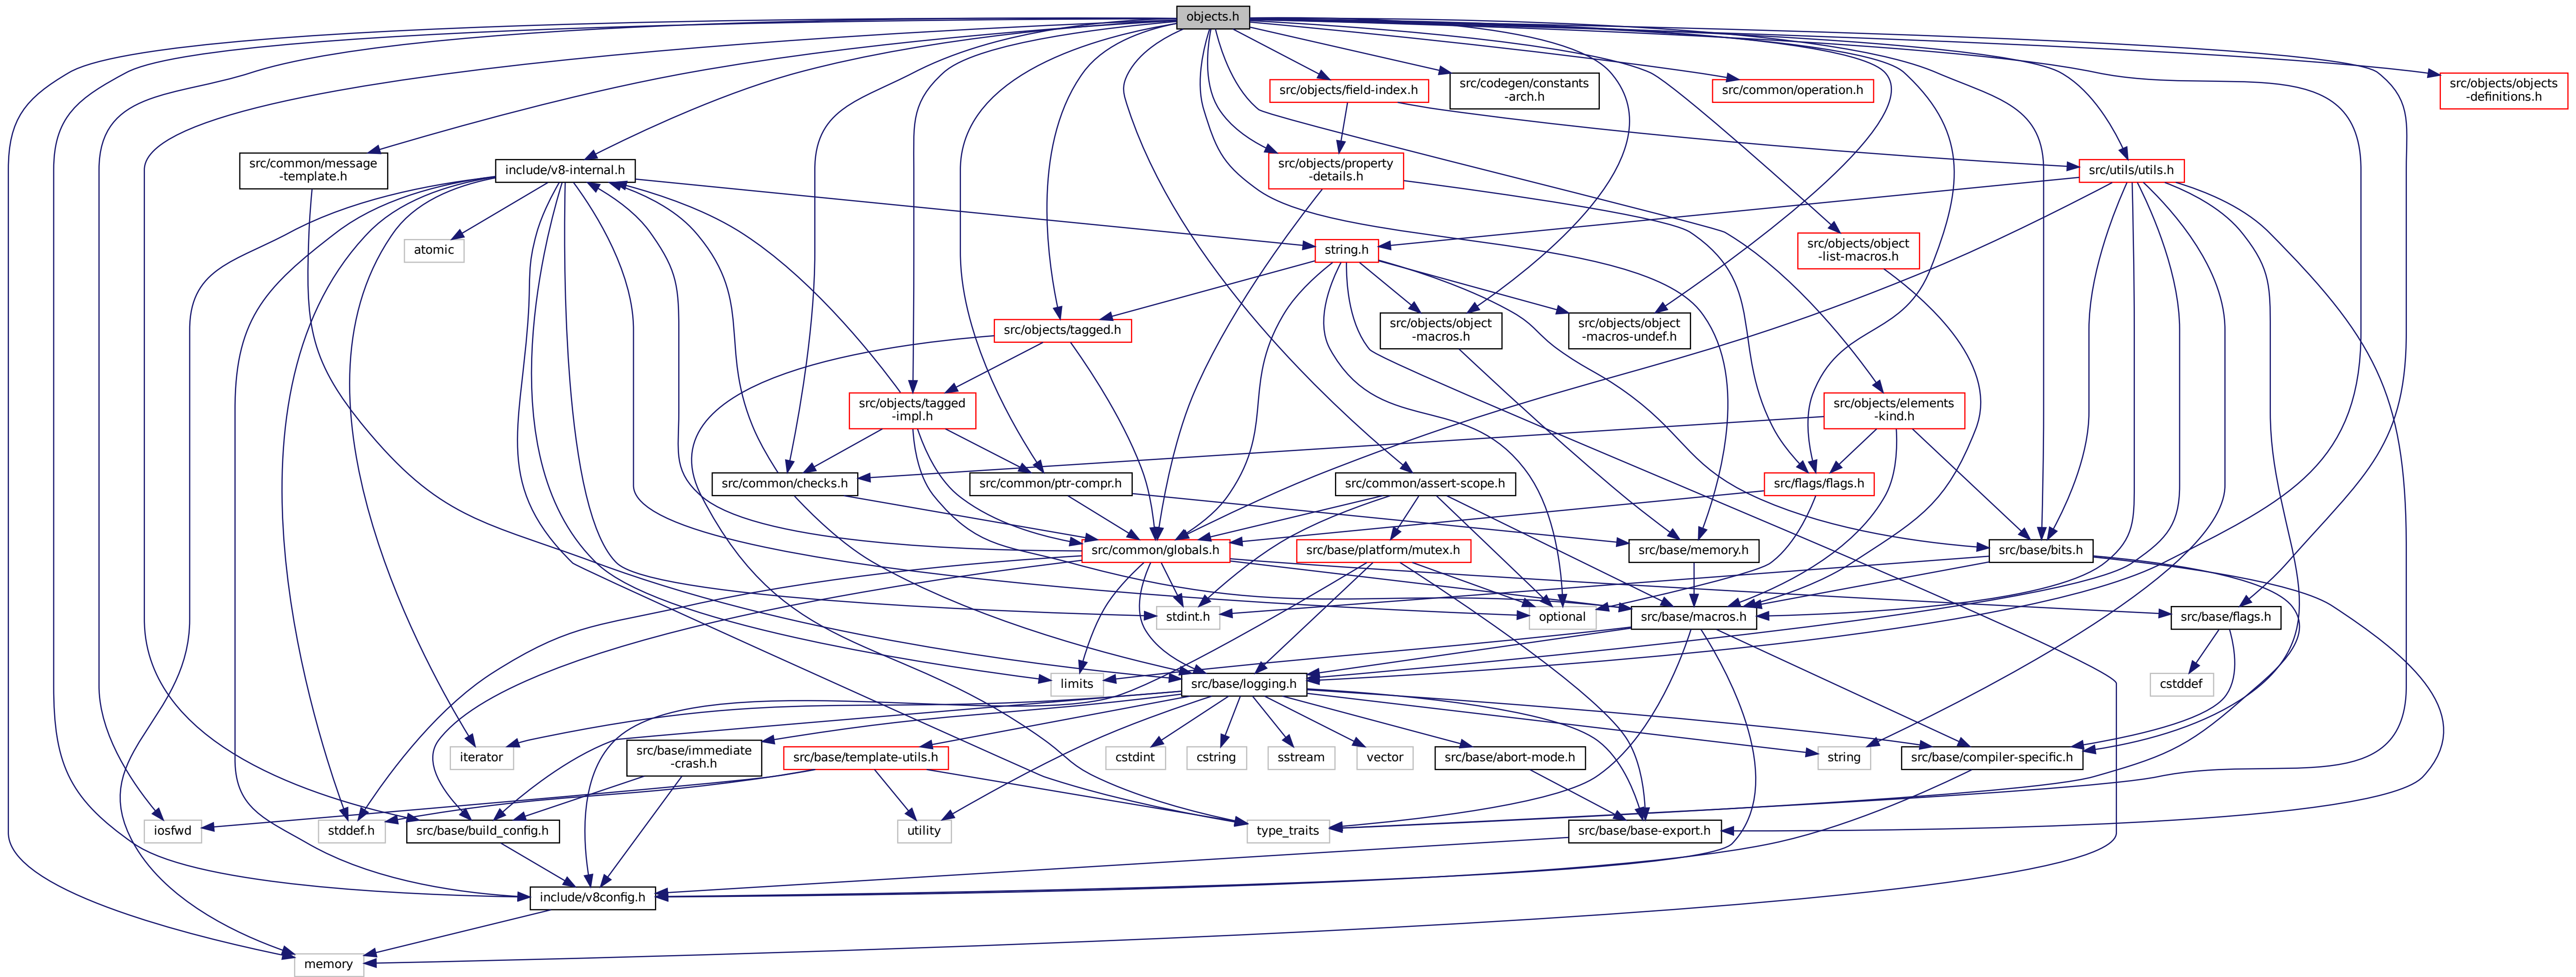 objects.h
src/objects/field-index.h
src/codegen/constants
-arch.h
src/common/operation.h
src/objects/objects
-definitions.h
src/common/message
-template.h
include/v8-internal.h
src/objects/property
-details.h
src/utils/utils.h
atomic
string.h
src/objects/object
-list-macros.h
src/objects/tagged.h
src/objects/object
-macros.h
src/objects/object
-macros-undef.h
src/objects/tagged
-impl.h
src/objects/elements
-kind.h
src/common/checks.h
src/common/ptr-compr.h
src/common/assert-scope.h
src/flags/flags.h
src/common/globals.h
src/base/platform/mutex.h
src/base/memory.h
src/base/bits.h
stdint.h
optional
src/base/macros.h
src/base/flags.h
limits
src/base/logging.h
cstddef
iterator
src/base/immediate
-crash.h
src/base/template-utils.h
cstdint
cstring
sstream
vector
src/base/abort-mode.h
string
src/base/compiler-specific.h
iosfwd
stddef.h
src/base/build_config.h
utility
type_traits
src/base/base-export.h
include/v8config.h
memory